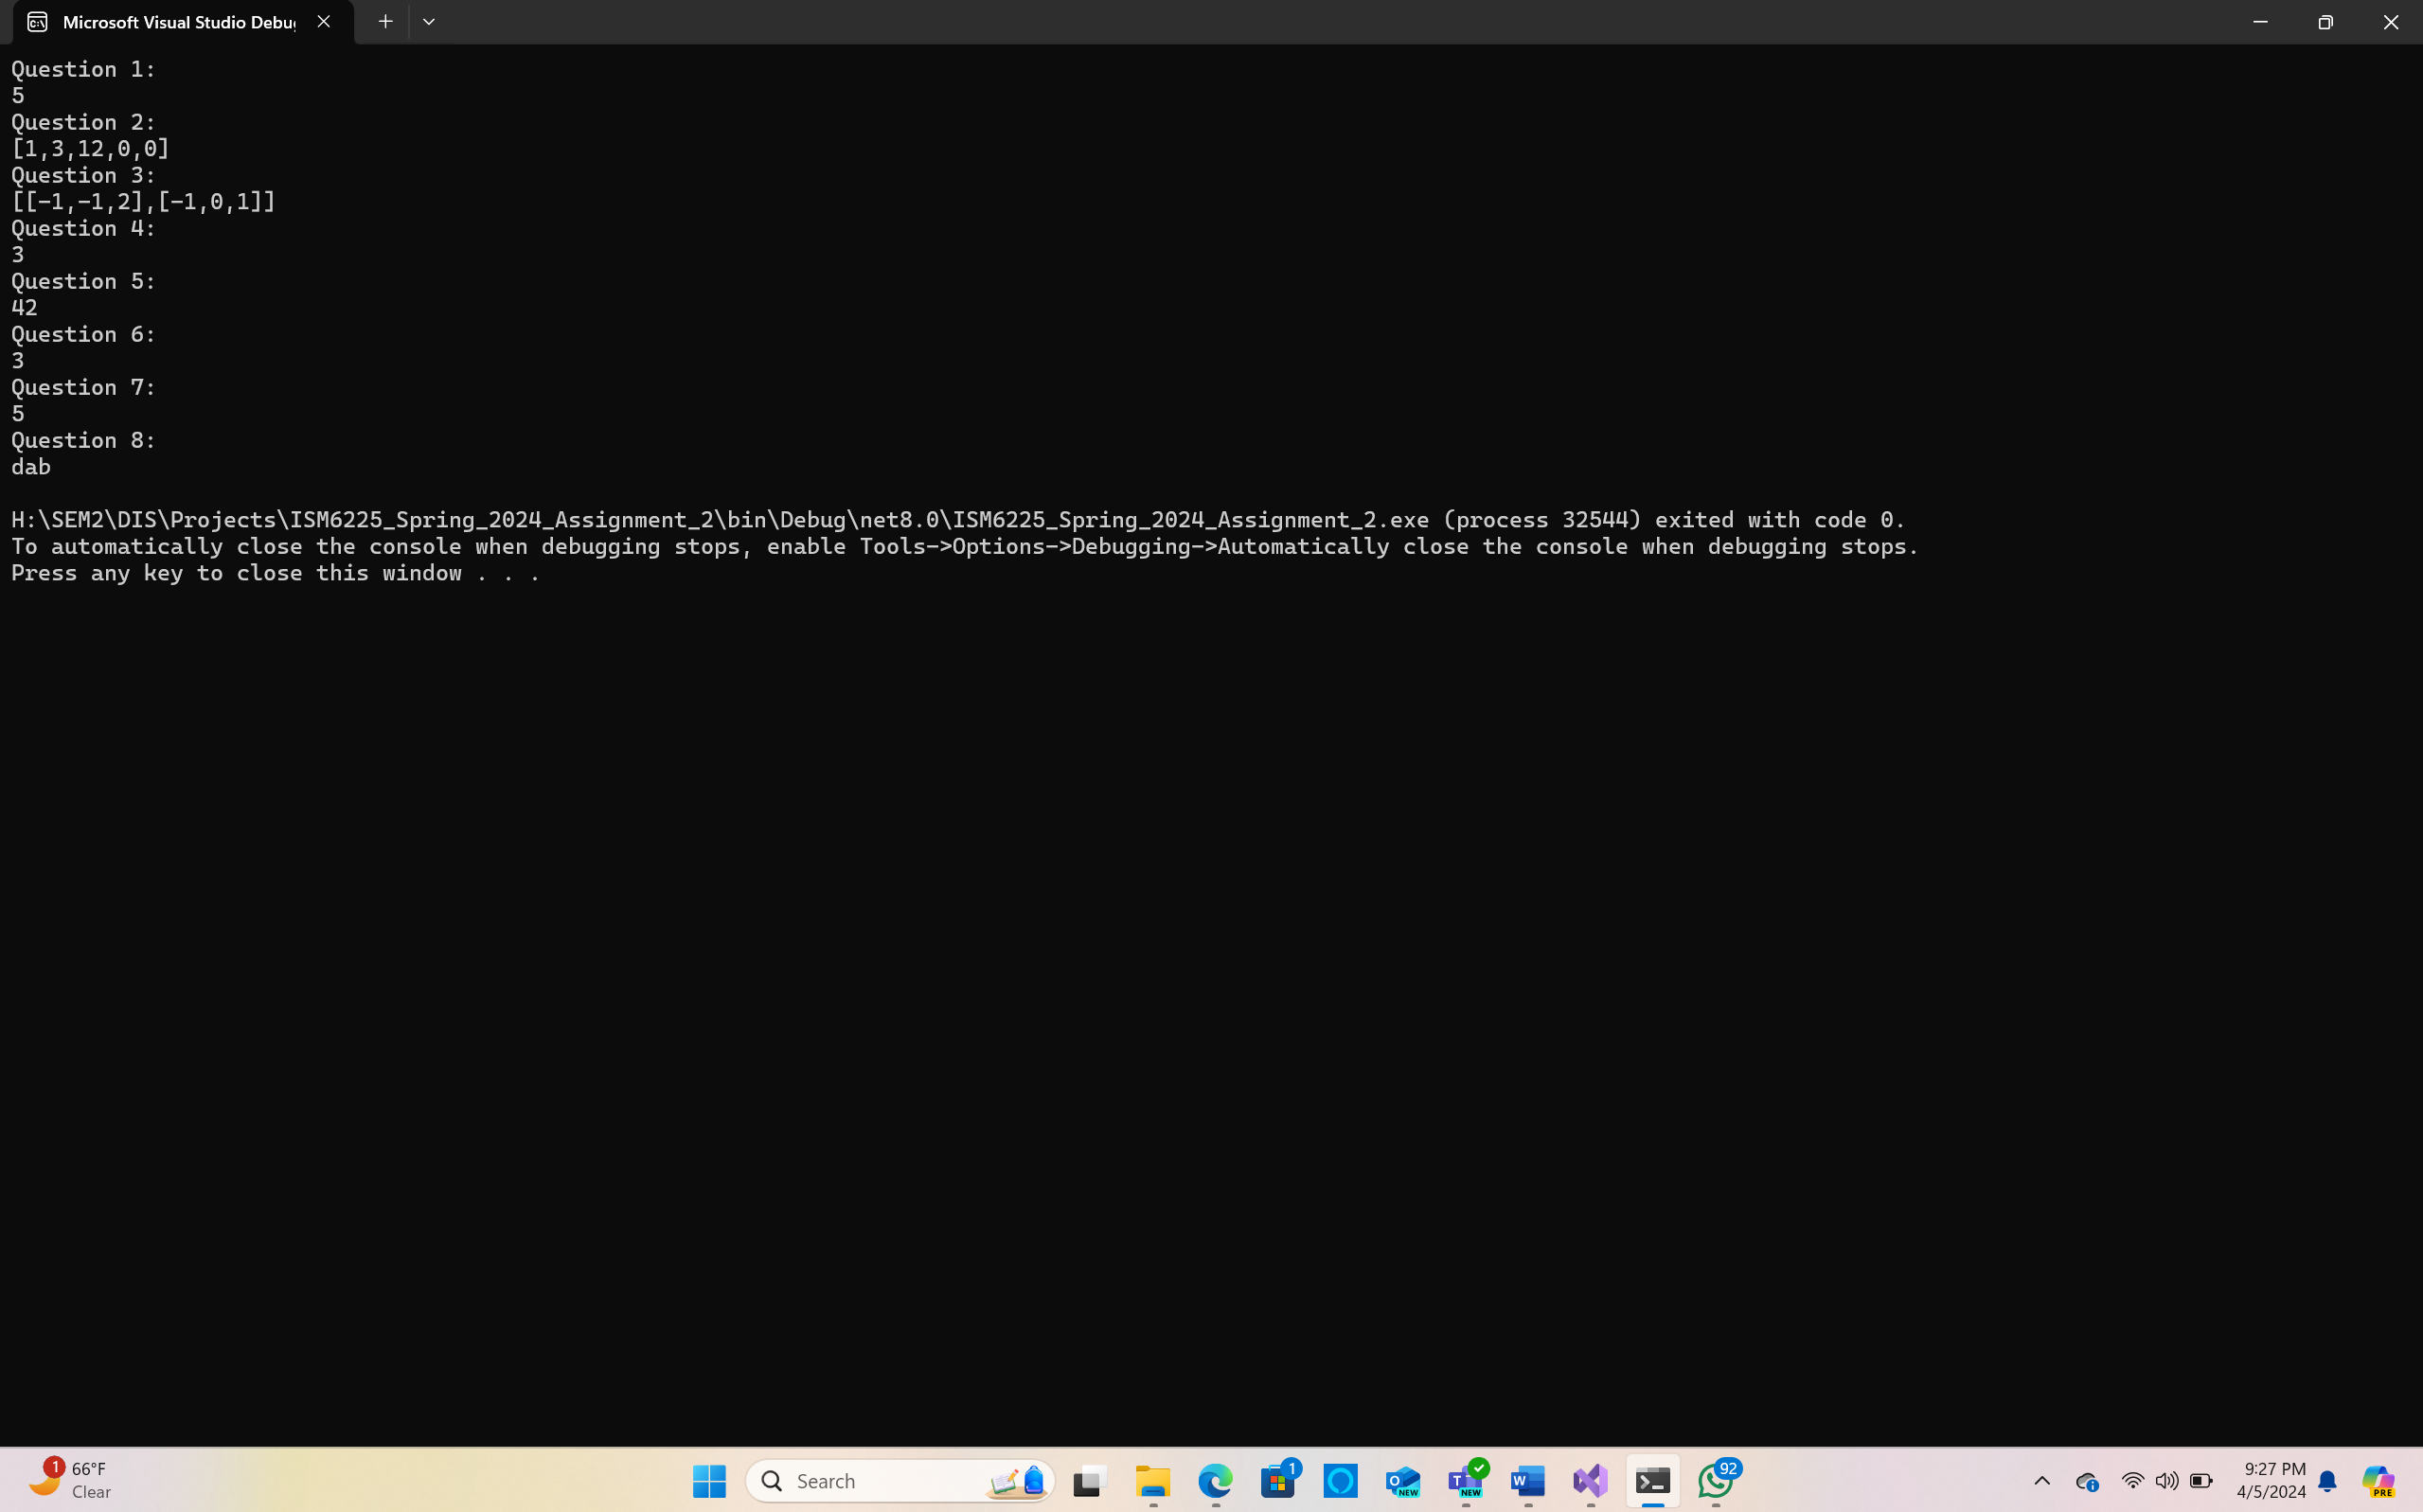 Microsoft Visual Studio Debu
Question 1:
5
Question 2:
[1,3,12,0,0]
Question 3:
[[-1,-1,2],[-1,0,1]]
Question 4:
3
Question 5:
42
Question 6:
3
Question 7:
5
Question 8:
dab
H:\SEM2\DIS\Projects\ISM6225_Spring_2024_Assignment_2\bin\Debug\net8.0\ISM6225_Spring_2024_Assignment_2.exe (process 32544) exited with code 0.
To automatically close the console when debugging stops, enable Tools->Options->Debugging->Automatically close the console when debugging stops.
Press any key to close this window . . .
1
66°F
Clear
Search
1
NEW
NEW
92
9:27 PM
4/5/2024
PRE